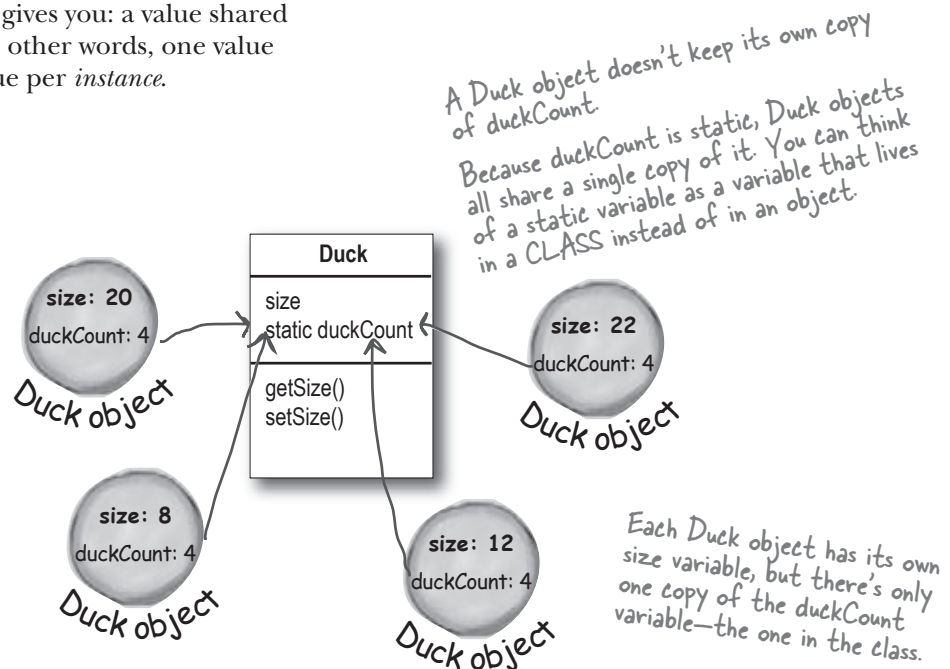 gives you: a value shared
other words, one value
ue per instance.
A Duck object doesn't keep its own copy
of duckCount.
Because duckCount is static, Duck objects
all share a single copy of it. You can think
of a static variable as a variable that lives
in a CLASS instead of in an object.
Duck
size
static duckCount
getSize()
setSize()
size: 20
duckCount: 4
Duck object
size: 22
duckCount: 4
Duck object
size: 8
duckCount: 4
Duck object
size: 12
duckCount: 4
Duck object
Each Duck object has its own
size variable, but there's only
one copy of the duckCount
variable—the one in the class.